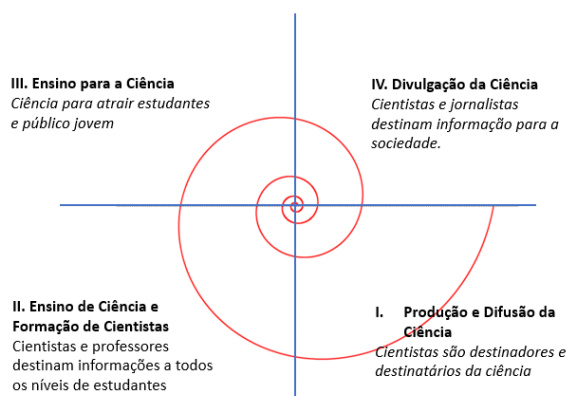 III. Ensino para a Ciência
Ciência para atrair estudantes
e público jovem
IV. Divulgação da Ciência
Cientistas e jornalistas
destinam informação para a
sociedade.
II. Ensino de Ciência e
Formação de Cientistas
Cientistas e professores
destinam informações a todos
os níveis de estudantes
I. Produção e Difusão da
Ciência
Cientistas são destinadores e
destinatários da ciência